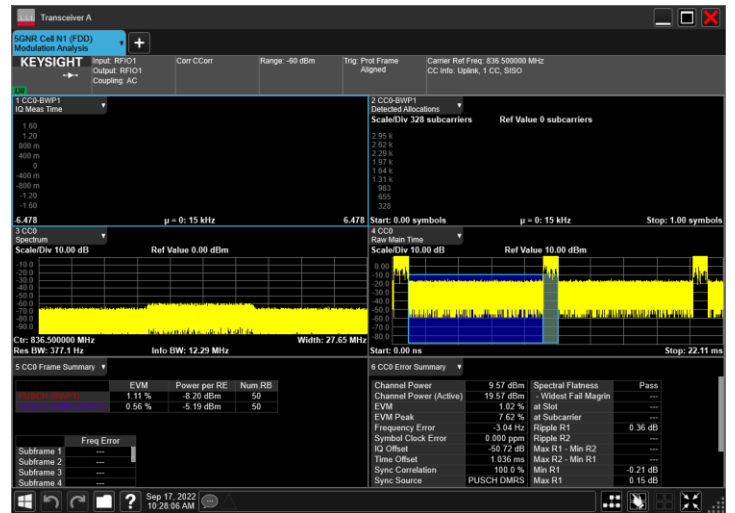 Transceiver A
5GNR Cell N1 (FDD)
Modulation Analysis
KEYSIGHT
Input: RFIO1
Output: RFIO1
Coupling: AC
Corr CCorr
Range: -60 dBm
Trig: Prot Frame
Aligned
Carrier Ref Freq: 836.500000 MHz
CC Info: Uplink, 1 CC, SISO
1 CC0-BWP1
IQ Meas Time
1.60
1.20
800 m
400 m
0
-400 m
-800 m
-1.20
-1.60
-6.478 μ = 0: 15 kHz 6.478
2 CC0-BWP1
Detected Allocations
Scale/Div 328 subcarriers Ref Value 0 subcarriers
2.95 k
2.62 k
2.29 k
1.97 k
1.64 k
1.31 k
983
655
328
Start: 0.00 symbols μ = 0: 15 kHz Stop: 1.00 symbols
3 CC0
Spectrum
Scale/Div 10.00 dB Ref Value 0.00 dBm
-10.0
-20.0
-30.0
-40.0
-50.0
-60.0
-70.0
-80.0
-90.0
Ctr: 836.500000 MHz Width: 27.65 MHz
Res BW: 377.1 Hz Info BW: 12.29 MHz
4 CC0
Raw Main Time
Scale/Div 10.00 dB Ref Value 10.00 dBm
0.00
-10.0
-20.0
-30.0
-40.0
-50.0
-60.0
-70.0
-80.0
Start: 0.00 ns Stop: 22.11 ms
5 CC0 Frame Summary
EVM Power per RE Num.RB
PUSCH (BWP1) 1.11 % -8.20 dBm 50
0.56 % -5.19 dBm 50
Freq Error
Subframe 1 ---
Subframe 2 ---
Subframe 3 ---
Subframe 4 ---
6 CC0 Error Summary
Channel Power 9.57 dBm Spectral Flatness Pass
Channel Power (Active) 19.57 dBm - Widest Fail Magrin ---
EVM 1.02 % at Slot ---
EVM Peak 7.62 % at Subcarrier ---
Frequency Error -3.04 Hz Ripple R1 0.36 dB
Symbol Clock Error 0.000 ppm Ripple R2 ---
IQ Offset -50.72 dB Max R1 - Min R2 ---
Time Offset 1.036 ms Max R2 - Min R1 ---
Sync Correlation 100.0 % Min R1 -0.21 dB
Sync Source PUSCH DMRS Max R1 0.15 dB
Sep 17, 2022
10:28:06 AM